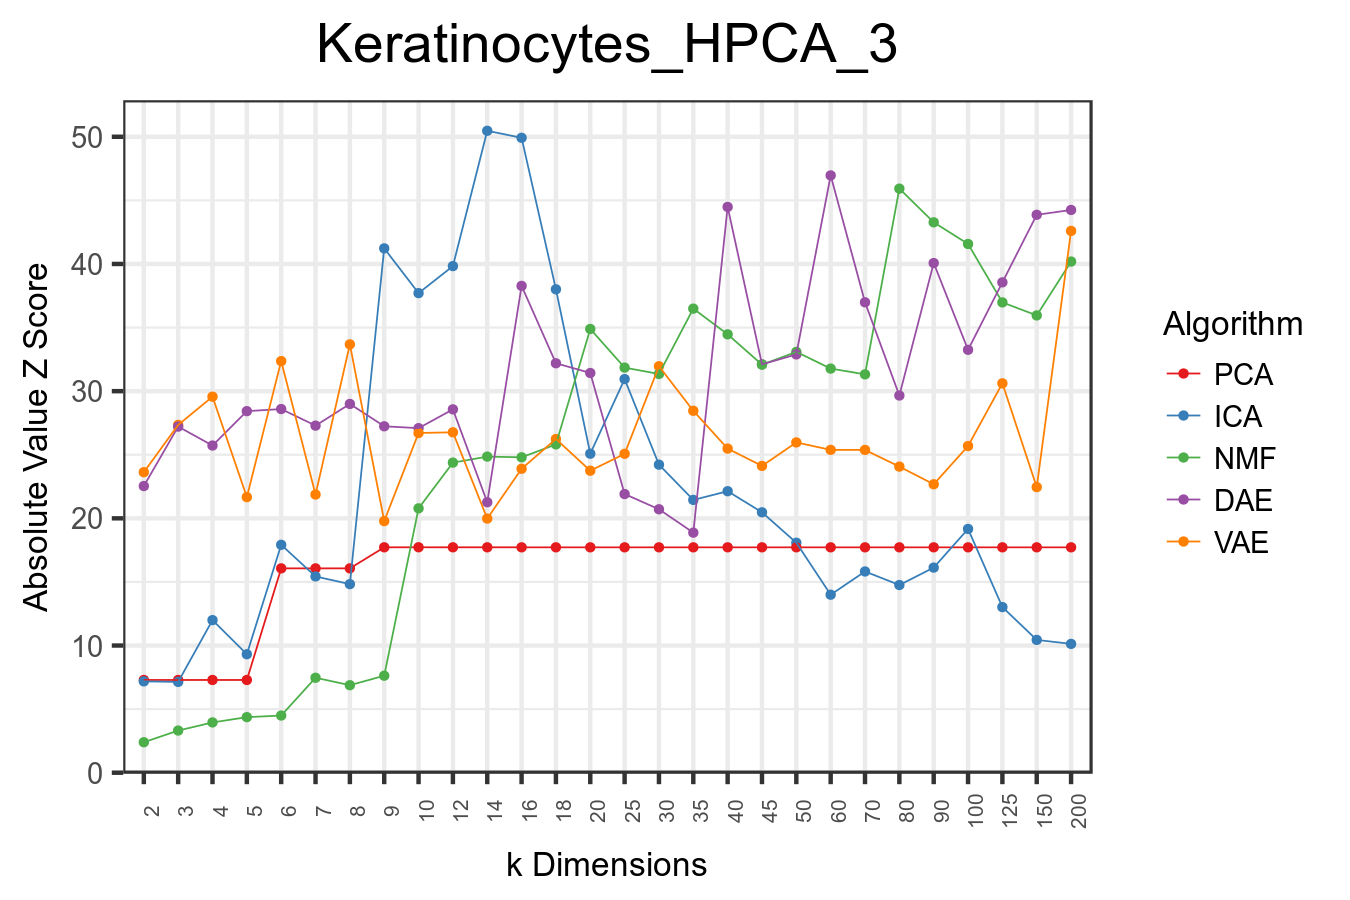 Keratinocytes_HPCA_3
Absolute Value Z Score
50
40
30
20
10
0
2 3 4 5 6 7 8 9 10 12 14 16 18 20 25 30 35 40 45 50 60 70 80 90 100 125 150 200
k Dimensions
Algorithm
PCA
ICA
NMF
DAE
VAE